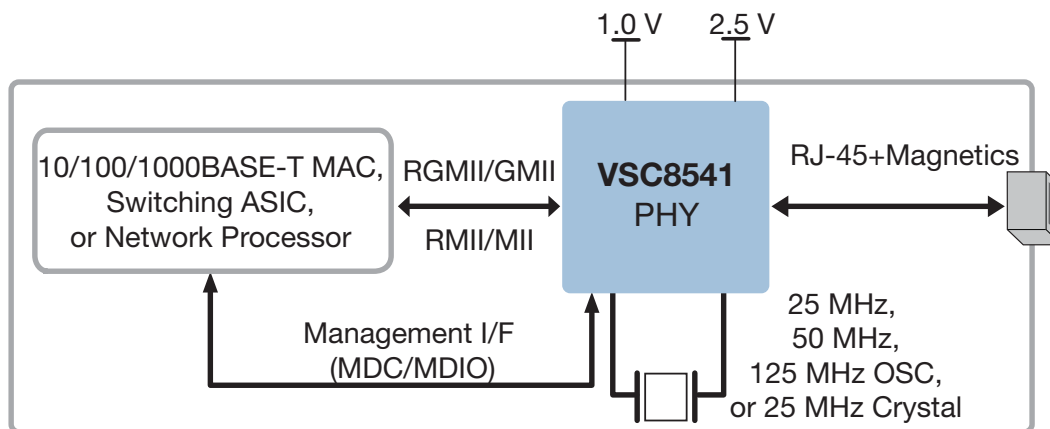 1.0 V
2.5 V
10/100/1000BASE-T MAC,
Switching ASIC,
or Network Processor
RGMII/GMII
RMII/MII
VSC8541
PHY
RJ-45+Magnetics
Management I/F
(MDC/MDIO)
25 MHz,
50 MHz,
125 MHz OSC,
or 25 MHz Crystal